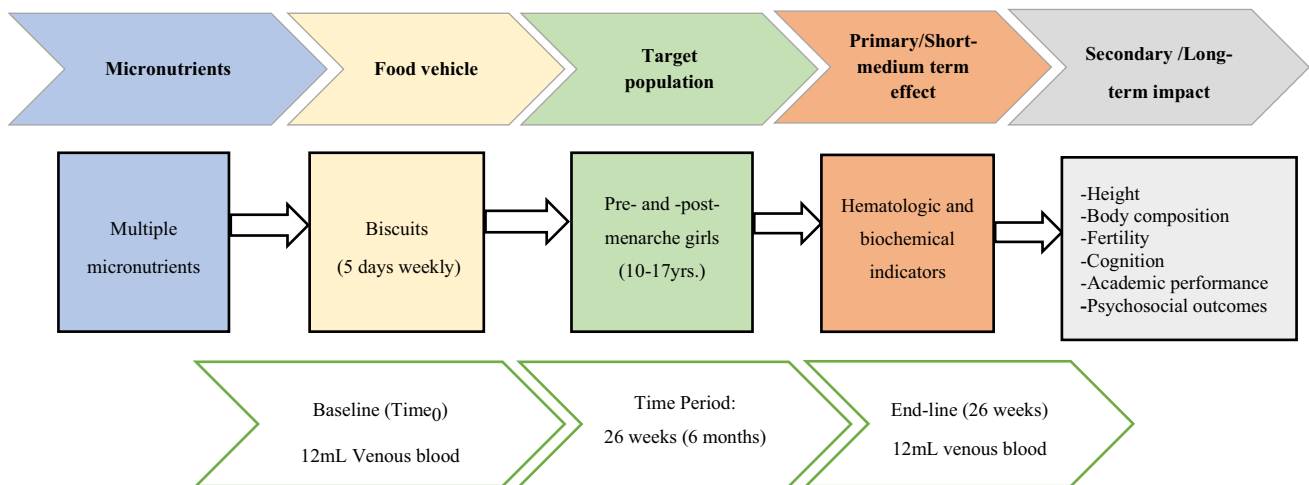 Micronutrients
Food vehicle
Target
population
Primary/Short-
medium term
effect
Secondary /Long-
term impact
Multiple
micronutrients
Biscuits
(5 days weekly)
Pre- and -post-
menarche girls
(10-17yrs.)
Hematologic and
biochemical
indicators
-Height
-Body composition
-Fertility
-Cognition
-Academic performance
-Psychosocial outcomes
Baseline (Time0)
12mL Venous blood
Time Period:
26 weeks (6 months)
End-line (26 weeks)
12mL venous blood